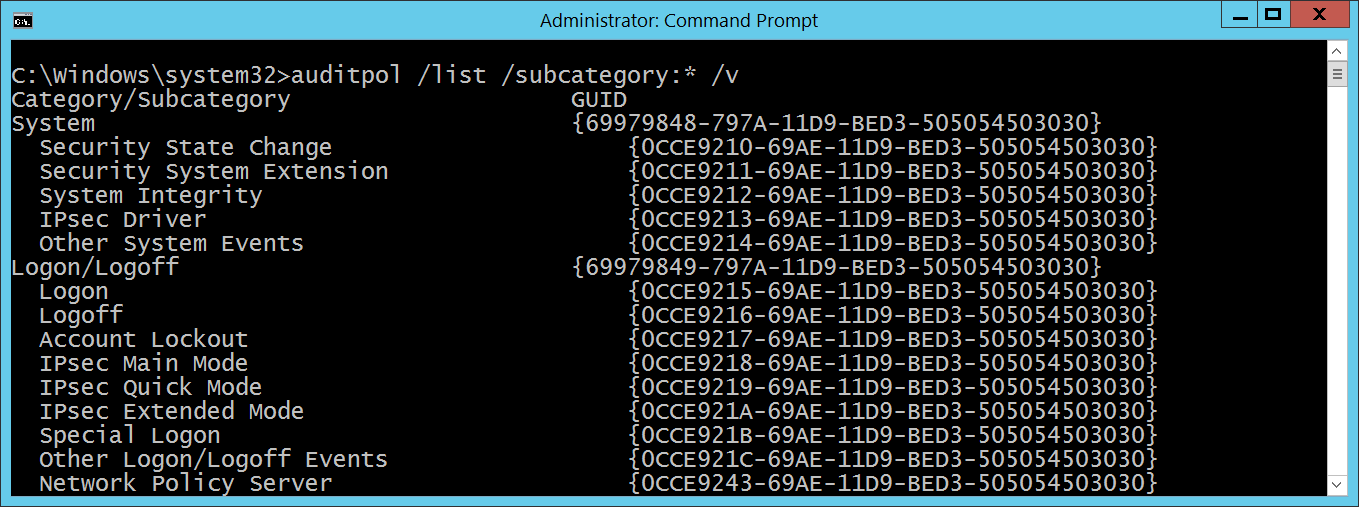 Administrator: Command Prompt
C:\Windows\system32>auditpol /list /subcategory:* /v
Category/Subcategory GUID
System {69979848-797A-11D9-BED3-505054503030}
Security State Change {0CCE9210-69AE-11D9-BED3-505054503030}
Security System Extension {0CCE9211-69AE-11D9-BED3-505054503030}
System Integrity {0CCE9212-69AE-11D9-BED3-505054503030}
IPsec Driver {0CCE9213-69AE-11D9-BED3-505054503030}
Other System Events {0CCE9214-69AE-11D9-BED3-505054503030}
Logon/Logoff {69979849-797A-11D9-BED3-505054503030}
Logon {0CCE9215-69AE-11D9-BED3-505054503030}
Logoff {0CCE9216-69AE-11D9-BED3-505054503030}
Account Lockout {0CCE9217-69AE-11D9-BED3-505054503030}
IPsec Main Mode {0CCE9218-69AE-11D9-BED3-505054503030}
IPsec Quick Mode {0CCE9219-69AE-11D9-BED3-505054503030}
IPsec Extended Mode {0CCE921A-69AE-11D9-BED3-505054503030}
Special Logon {0CCE921B-69AE-11D9-BED3-505054503030}
Other Logon/Logoff Events {0CCE921C-69AE-11D9-BED3-505054503030}
Network Policy Server {0CCE9243-69AE-11D9-BED3-505054503030}